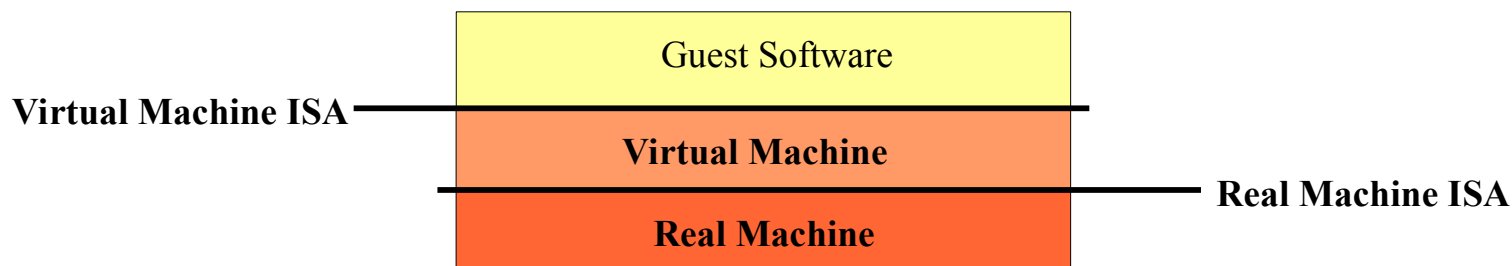 Guest Software
Virtual Machine ISA
Virtual Machine
Real Machine ISA
Real Machine